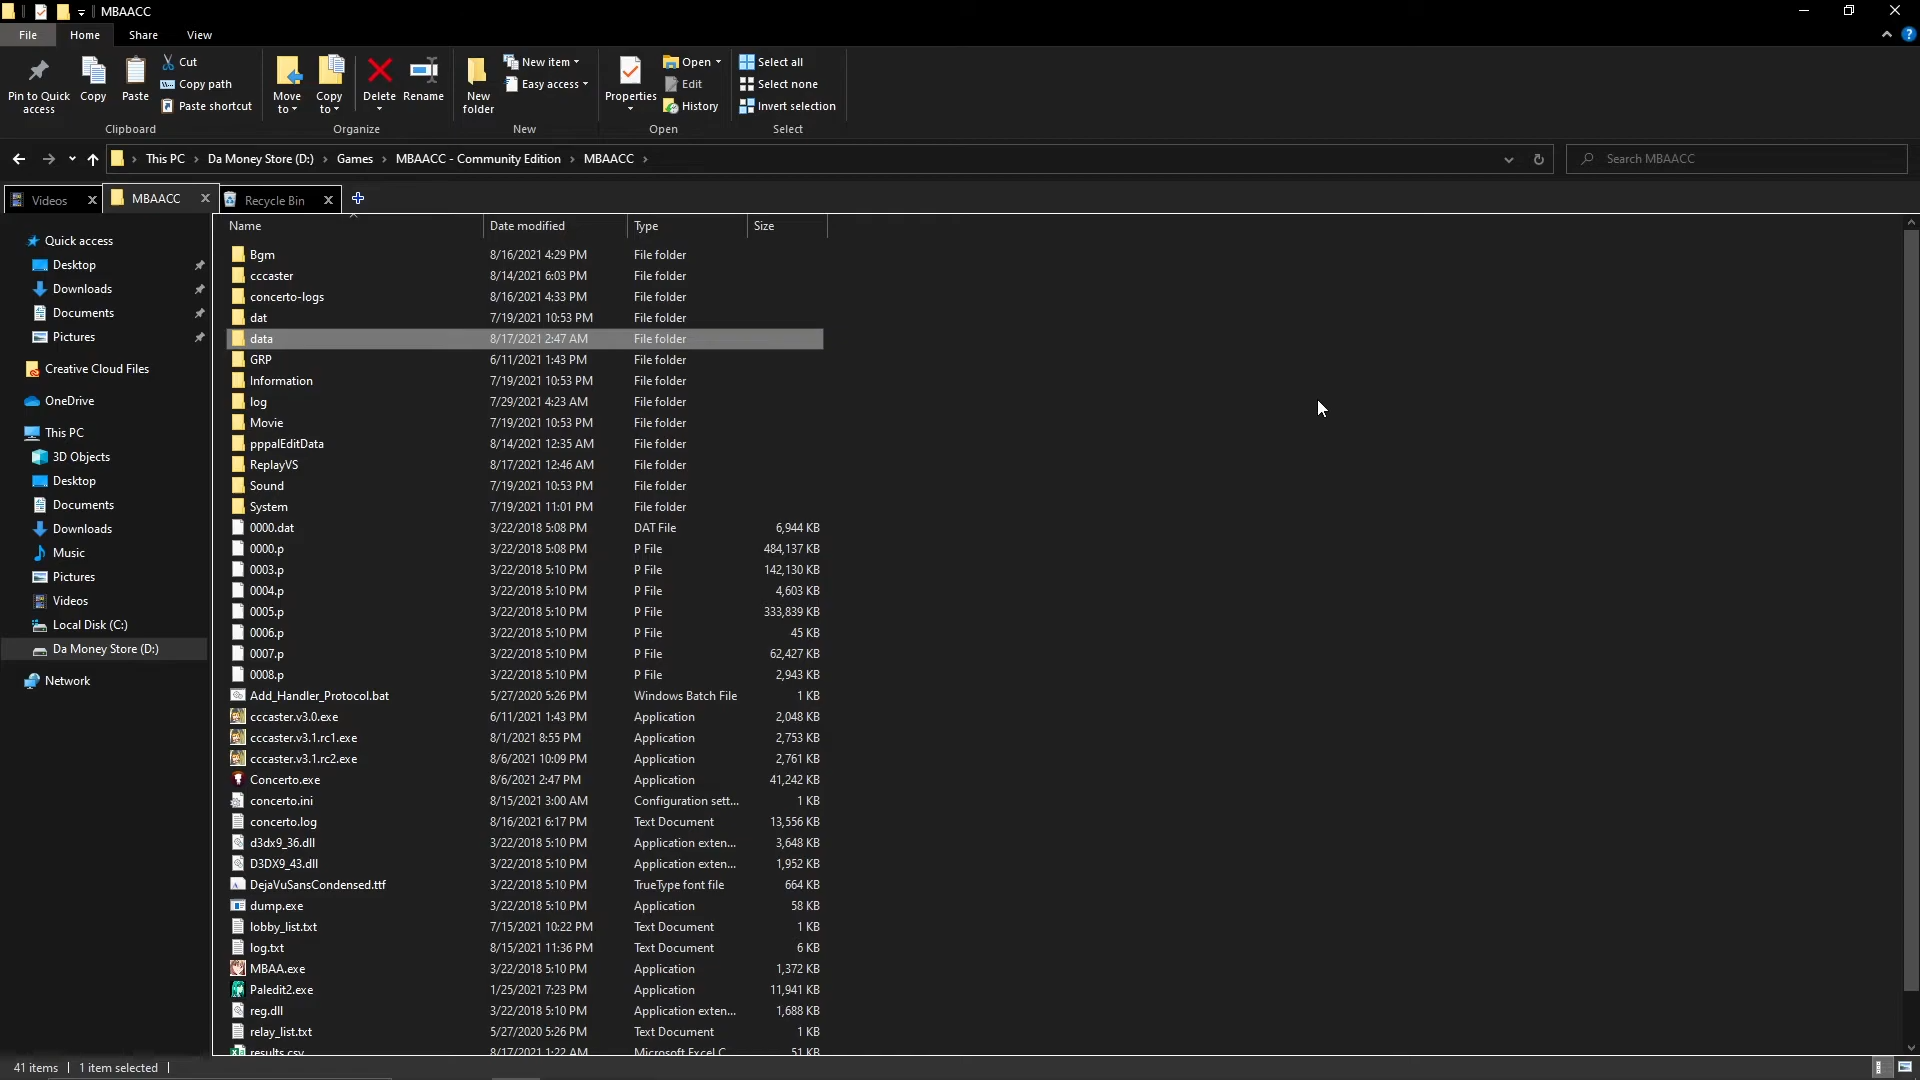 MBAACC
File Home Share View
Pin to Quick access
Copy
Paste
Cut
Copy path
Paste shortcut
Clipboard
Move to
Copy to
Delete
Rename
Organize
New folder
New item
Easy access
New
Properties
Open
Edit
History
Open
Select all
Select none
Invert selection
Select
This PC > Da Money Store (D:) > Games > MBAACC - Community Edition > MBAACC >
Search MBAACC
Videos
MBAACC
Recycle Bin
Quick access
Desktop
Downloads
Documents
Pictures
Creative Cloud Files
OneDrive
This PC
3D Objects
Desktop
Documents
Downloads
Music
Pictures
Videos
Local Disk (C:)
Da Money Store (D:)
Network
Name Date modified Type Size
Bgm 8/16/2021 4:29 PM File folder
cccaster 8/14/2021 6:03 PM File folder
concerto-logs 8/16/2021 4:33 PM File folder
dat 7/19/2021 10:53 PM File folder
data 8/17/2021 2:47 AM File folder
GRP 6/11/2021 1:43 PM File folder
Information 7/19/2021 10:53 PM File folder
log 7/29/2021 4:23 AM File folder
Movie 7/19/2021 10:53 PM File folder
pppalEditData 8/14/2021 12:35 AM File folder
ReplayVS 8/17/2021 12:46 AM File folder
Sound 7/19/2021 10:53 PM File folder
System 7/19/2021 11:01 PM File folder
0000.dat 3/22/2018 5:08 PM DAT File 6,944 KB
0000.p 3/22/2018 5:08 PM P File 484,137 KB
0003.p 3/22/2018 5:10 PM P File 142,130 KB
0004.p 3/22/2018 5:10 PM P File 4,603 KB
0005.p 3/22/2018 5:10 PM P File 333,839 KB
0006.p 3/22/2018 5:10 PM P File 45 KB
0007.p 3/22/2018 5:10 PM P File 62,427 KB
0008.p 3/22/2018 5:10 PM P File 2,943 KB
Add_Handler_Protocol.bat 5/27/2020 5:26 PM Windows Batch File 1 KB
cccaster.v3.0.exe 6/11/2021 1:43 PM Application 2,048 KB
cccaster.v3.1.rc1.exe 8/1/2021 8:55 PM Application 2,753 KB
cccaster.v3.1.rc2.exe 8/6/2021 10:09 PM Application 2,761 KB
Concerto.exe 8/6/2021 2:47 PM Application 41,242 KB
concerto.ini 8/15/2021 3:00 AM Configuration sett... 1 KB
concerto.log 8/16/2021 6:17 PM Text Document 13,556 KB
d3dx9_36.dll 3/22/2018 5:10 PM Application exten... 3,648 KB
D3DX9_43.dll 3/22/2018 5:10 PM Application exten... 1,952 KB
DejaVuSansCondensed.ttf 3/22/2018 5:10 PM TrueType font file 664 KB
dump.exe 3/22/2018 5:10 PM Application 58 KB
lobby_list.txt 7/15/2021 10:22 PM Text Document 1 KB
log.txt 8/15/2021 11:36 PM Text Document 6 KB
MBAA.exe 3/22/2018 5:10 PM Application 1,372 KB
Paledit2.exe 1/25/2021 7:23 PM Application 11,941 KB
reg.dll 3/22/2018 5:10 PM Application exten... 1,688 KB
relay_list.txt 5/27/2020 5:26 PM Text Document 1 KB
results.csv 8/17/2021 1:22 AM Microsoft Excel C... 51 KB
41 items | 1 item selected |